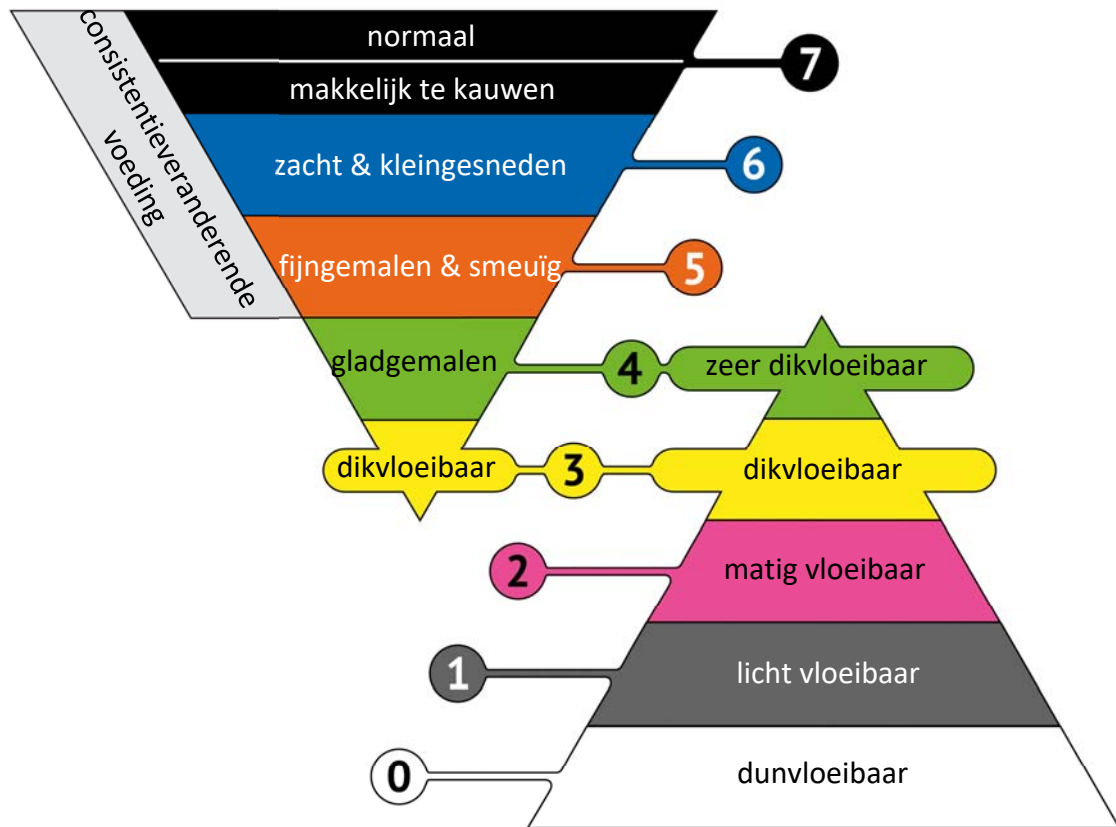 consistentieveranderende
voeding
normaal
7
makkelijk te kauwen
zacht & kleingesneden
6
fijngemalen & smeuïg
5
gladgemalen
4
zeer dikvloeibaar
dikvloeibaar
3
dikvloeibaar
2
matig vloeibaar
1
licht vloeibaar
0
dunvloeibaar